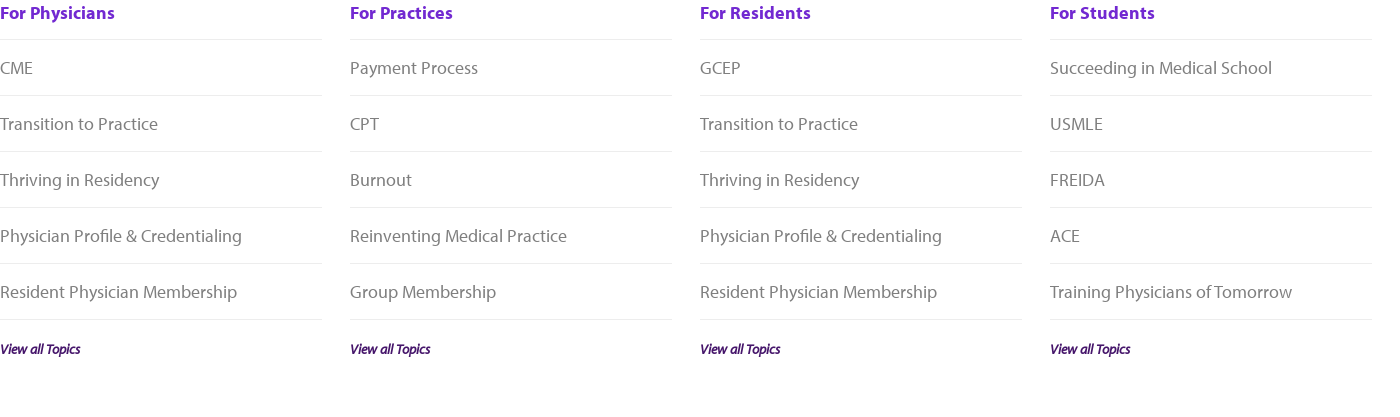 For Physicians
CME
Transition to Practice
Thriving in Residency
Physician Profile & Credentialing
Resident Physician Membership
View all Topics
For Practices
Payment Process
CPT
Burnout
Reinventing Medical Practice
Group Membership
View all Topics
For Residents
GCEP
Transition to Practice
Thriving in Residency
Physician Profile & Credentialing
Resident Physician Membership
View all Topics
For Students
Succeeding in Medical School
USMLE
FREIDA
ACE
Training Physicians of Tomorrow
View all Topics